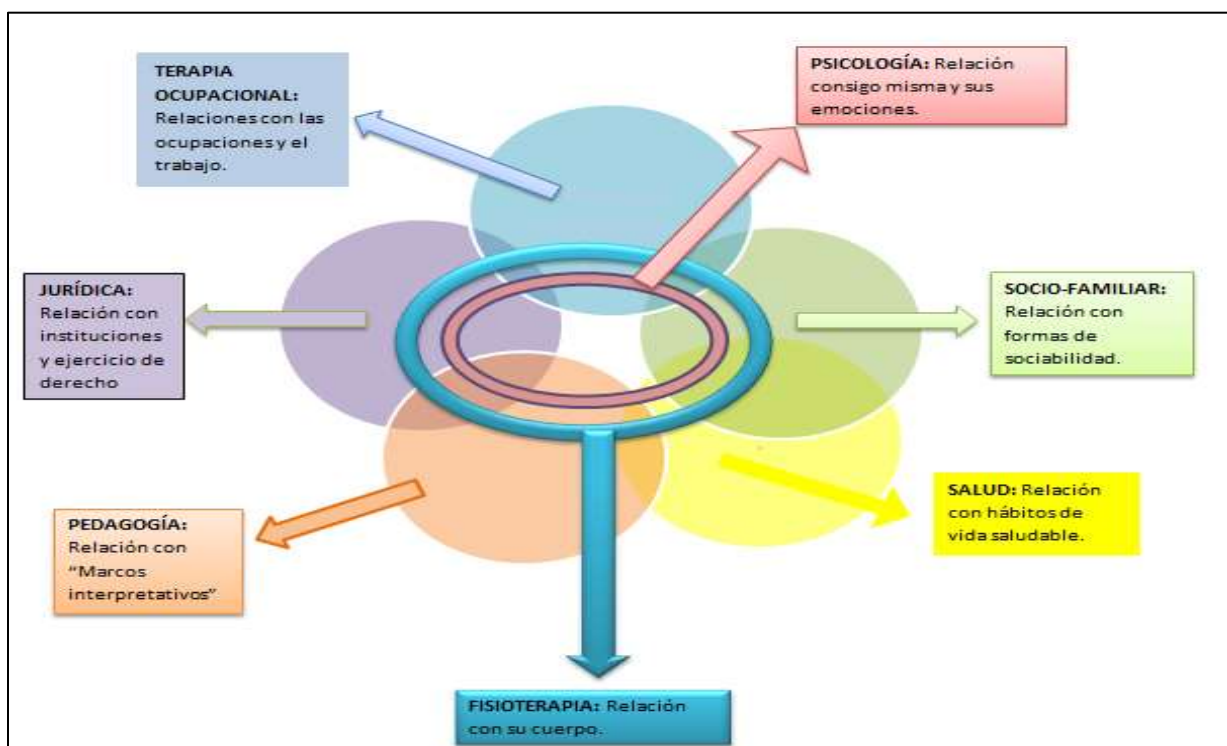 TERAPIA
OCUPACIONAL:
Relaciones con las
ocupaciones y el
trabajo.
PSICOLOGÍA: Relación
consigo misma y sus
emociones.
JURÍDICA:
Relación con
instituciones
y ejercicio de
derecho
SOCIO-FAMILIAR:
Relación con
formas de
sociabilidad.
PEDAGOGÍA:
Relación con
“Marcos
interpretativos”
SALUD: Relación
con hábitos de
vida saludable.
FISIOTERAPIA: Relación
con su cuerpo.